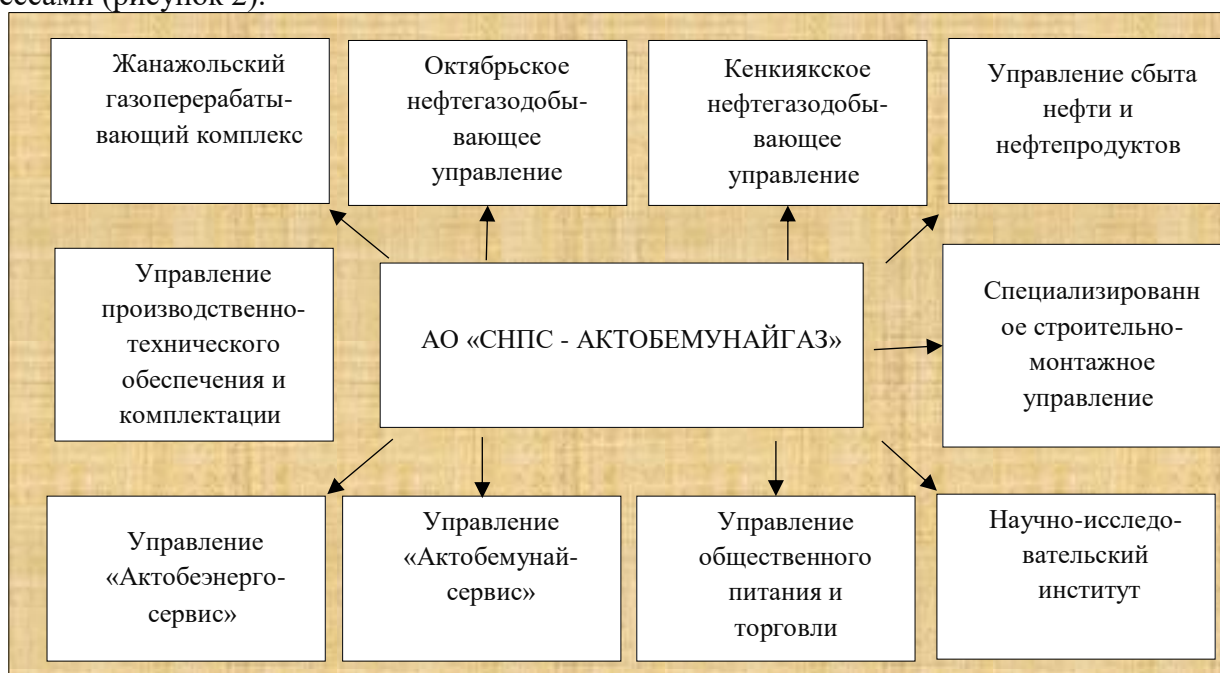 ссами (рисунок 2).
Жанажольский
газоперерабаты-
вающий комплекс
Октябрьское
нефтегазодобы-
вающее
управление
Кенкиякское
нефтегазодобы-
вающее
управление
Управление сбыта
нефти и
нефтепродуктов
Управление
производственно-
технического
обеспечения и
комплектации
АО «СНПС - АКТОБЕМУНАЙГАЗ»
Специализированн
ое строительно-
монтажное
управление
Управление
«Актобеэнерго-
сервис»
Управление
«Актобемунай-
сервис»
Управление
общественного
питания и
торговли
Научно-исследо-
вательский
институт